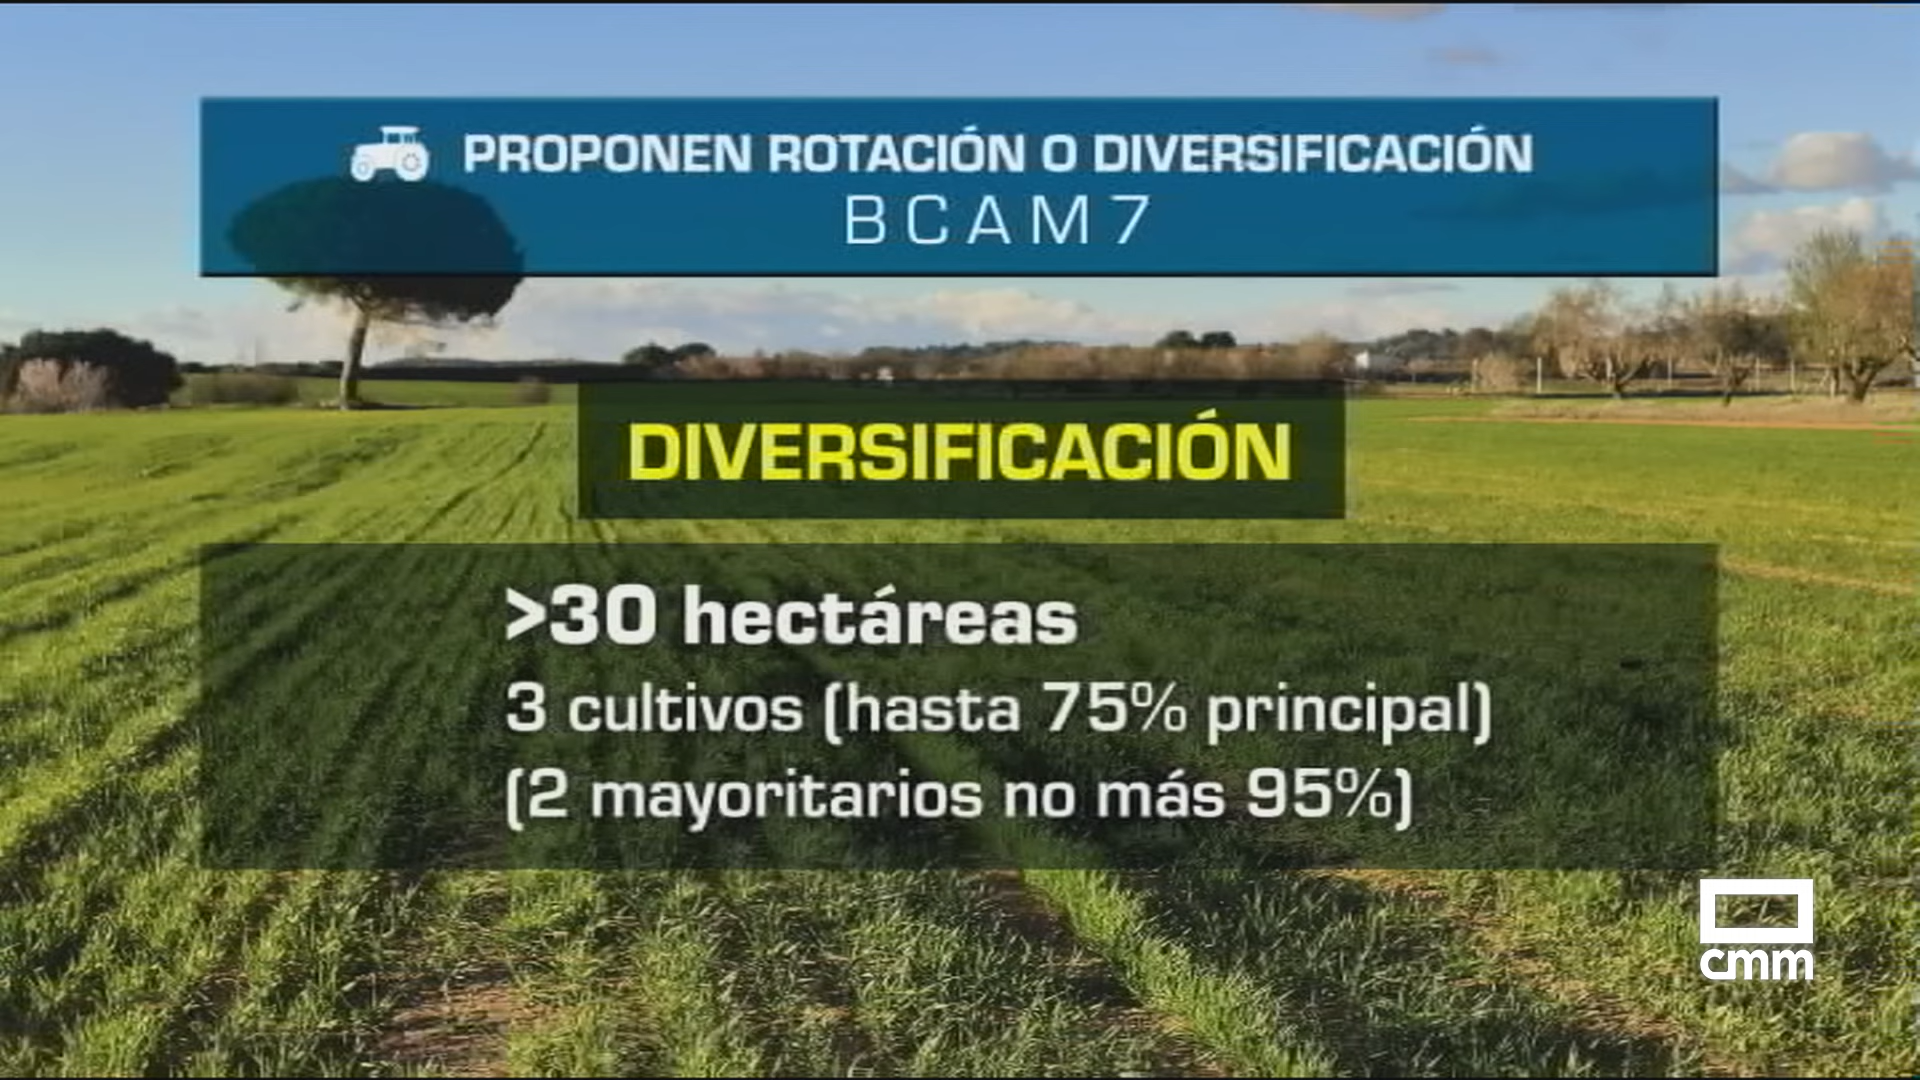 PROPONEN ROTACIÓN O DIVERSIFICACIÓN
BCAM7
DIVERSIFICACIÓN
>30 hectáreas
3 cultivos (hasta 75% principal)
(2 mayoritarios no más 95%)
cmm